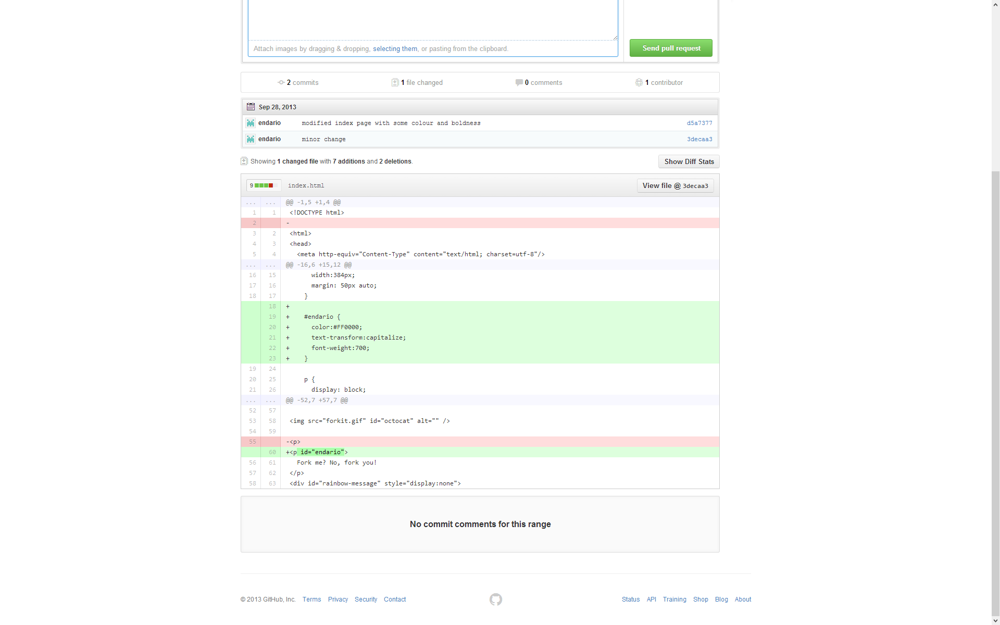 Attach images by dragging & dropping, selecting them, or pasting from the clipboard.
Send pull request
2 commits
1 file changed
0 comments
1 contributor
Sep 28, 2013
endario modified index page with some colour and boldness d5a7377
endario minor change 3decaa3
Showing 1 changed file with 7 additions and 2 deletions.
Show Diff Stats
9 index.html View file @ 3decaa3
... ... @@ -1,5 +1,4 @@
1 1 <!DOCTYPE html>
2 -
3 2 <html>
4 3 <head>
5 4 <meta http-equiv="Content-Type" content="text/html; charset=utf-8"/>
... ... @@ -16,6 +15,12 @@
16 15 width:384px;
17 16 margin: 50px auto;
18 17 }
18 +
19 + #endario {
20 + color:#FF0000;
21 + text-transform:capitalize;
22 + font-weight:700;
23 + }
19 24
20 25 p {
21 26 display: block;
... ... @@ -52,7 +57,7 @@
52 57
53 58 <img src="forkit.gif" id="octocat" alt="" />
54 59
55 -<p>
60 +<p id="endario">
56 61 Fork me? No, fork you!
57 62 </p>
58 63 <div id="rainbow-message" style="display:none">
No commit comments for this range
© 2013 GitHub, Inc. Terms Privacy Security Contact
Status API Training Shop Blog About